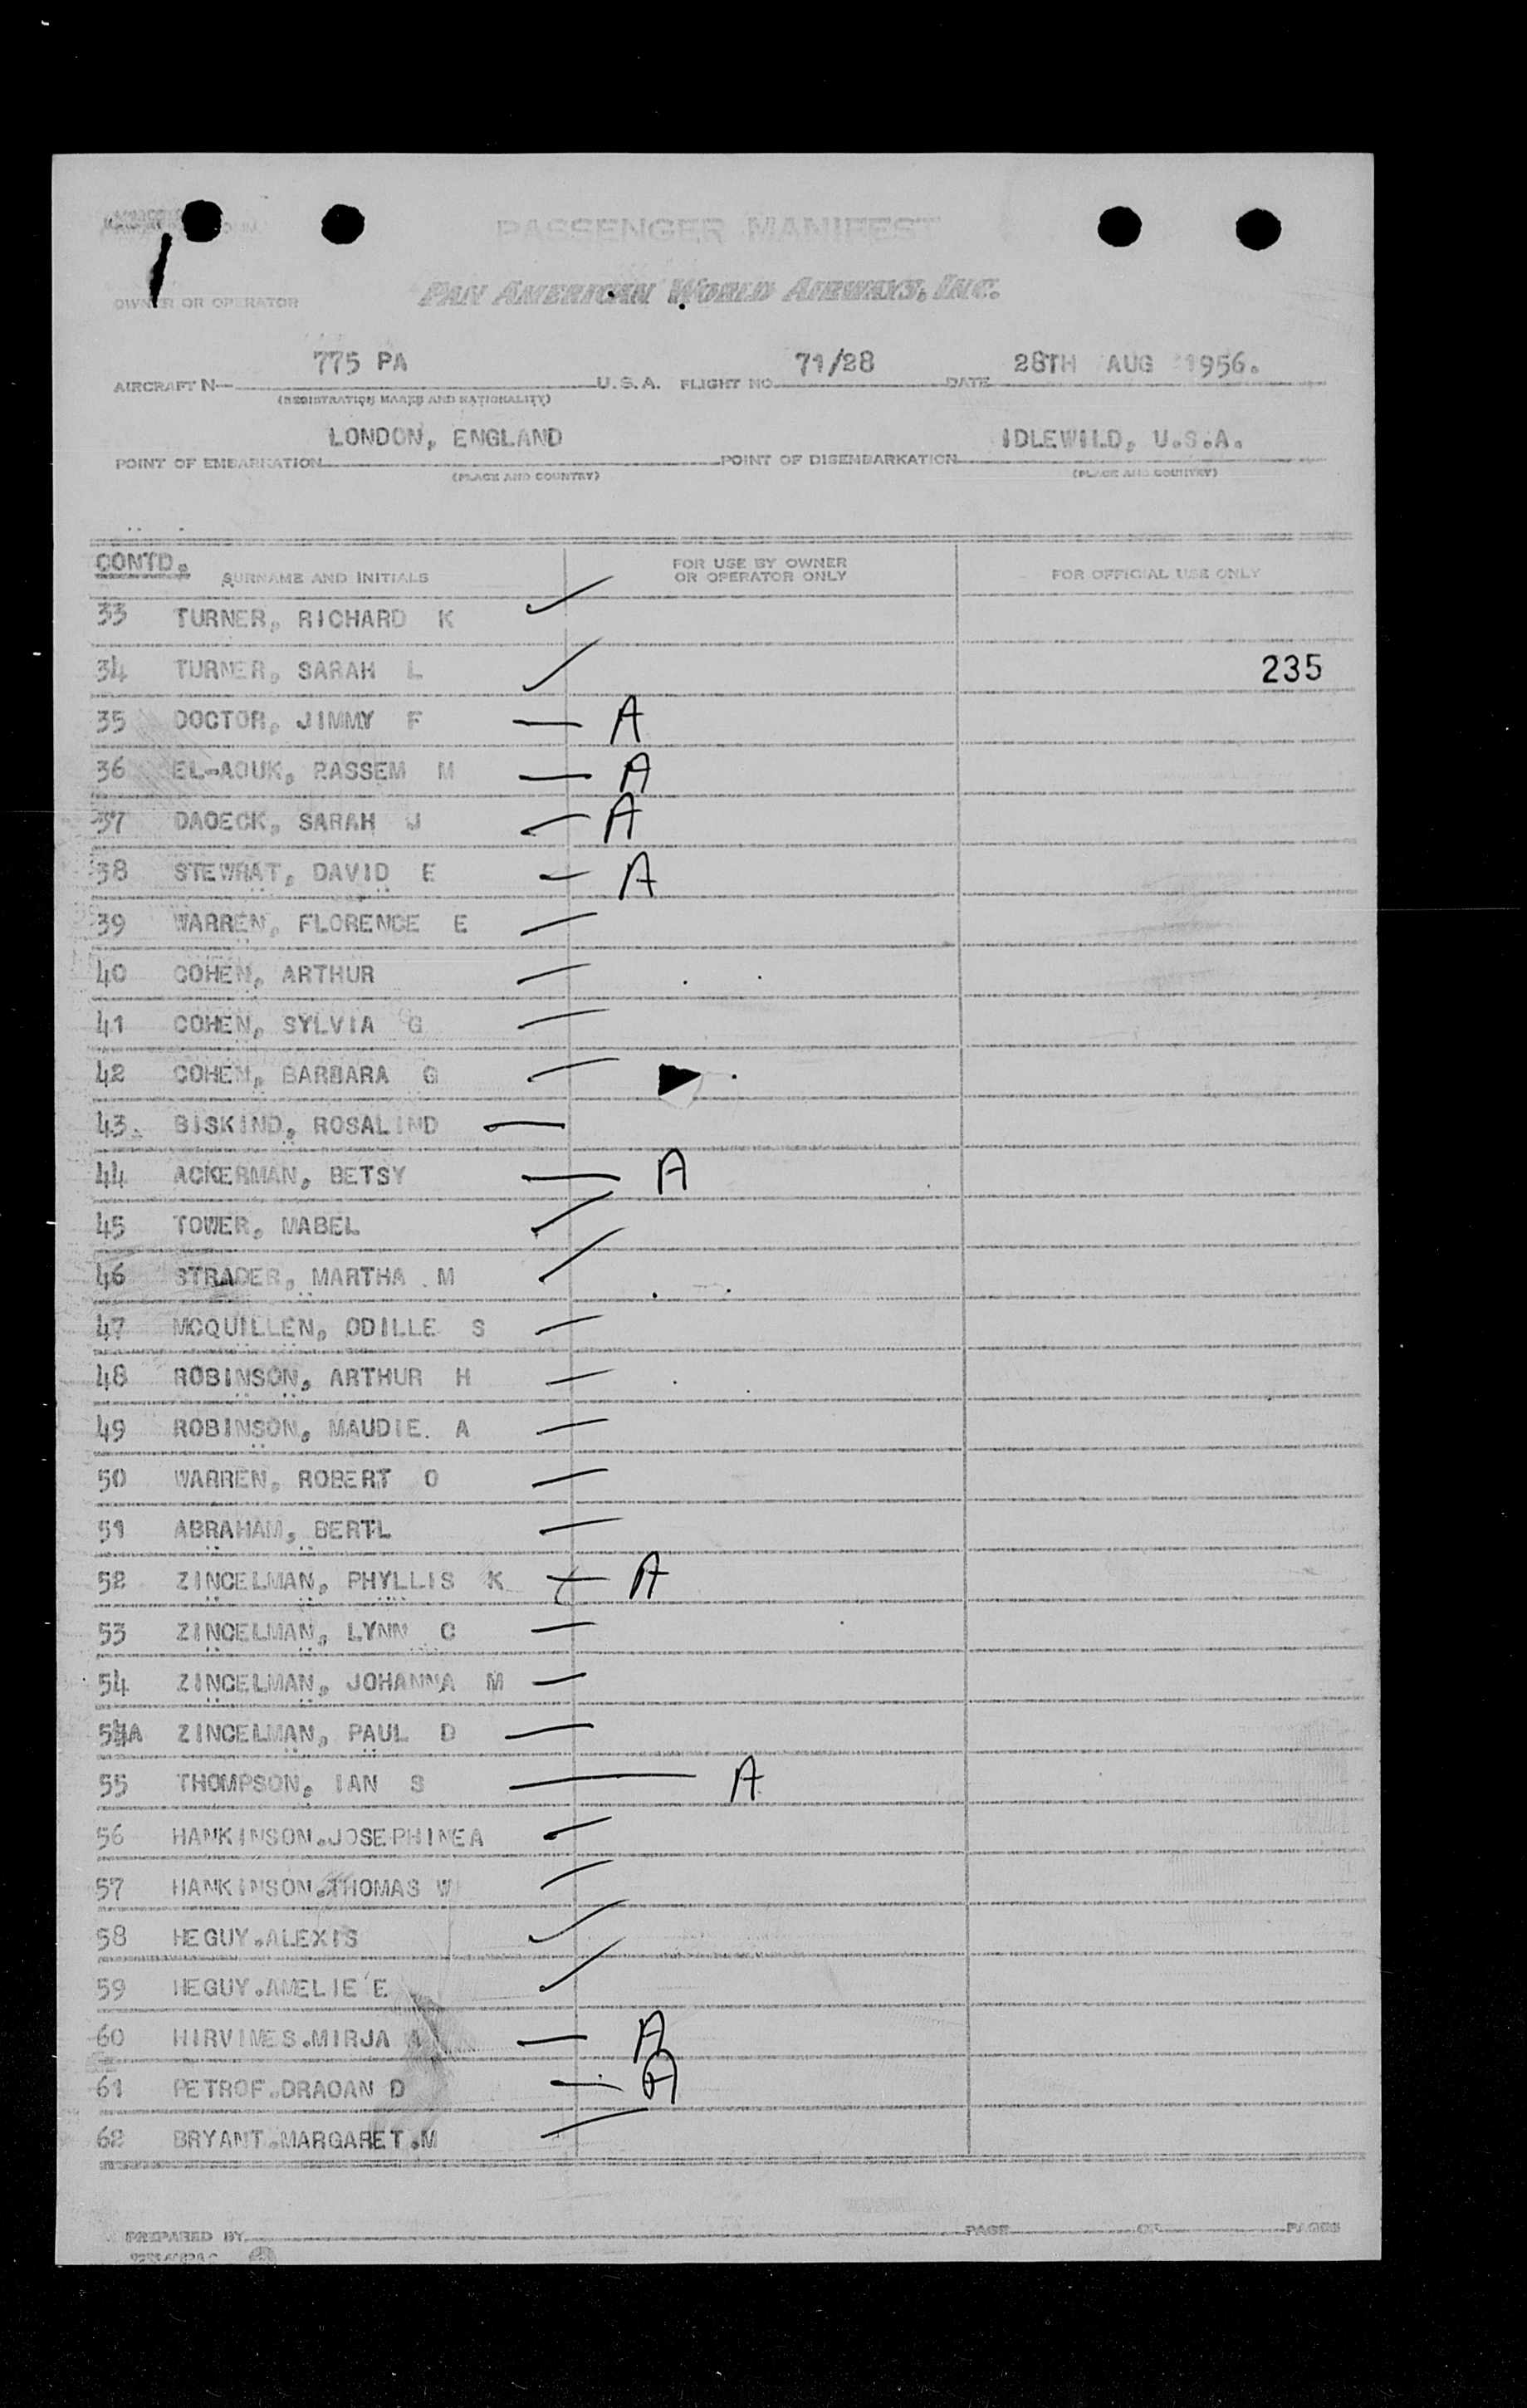 PASSENGER MANIFEST
OWNER OR OPERATOR PAN AMERICAN WORLD AIRWAYS, INC.
775 PA 71/28 28TH AUG 1956.
AIRCRAFT N— U.S.A. FLIGHT NO. DATE
(REGISTRATION MARKS AND NATIONALITY)
LONDON, ENGLAND IDLEWILD, U.S.A.
POINT OF EMBARKATION POINT OF DISEMBARKATION
(PLACE AND COUNTRY) (PLACE AND COUNTRY)
CONTD. SURNAME AND INITIALS FOR USE BY OWNER OR OPERATOR ONLY FOR OFFICIAL USE ONLY
33 TURNER, RICHARD K
34 TURNER, SARAH L 235
35 DOCTOR, JIMMY F — A
36 EL-AOUK, RASSEM M — A
37 DAOECK, SARAH J — A
38 STEWRAT, DAVID E — A
39 WARREN, FLORENCE E
40 COHEN, ARTHUR
41 COHEN, SYLVIA G
42 COHEN, BARBARA G
43. BISKIND, ROSALIND
44 ACKERMAN, BETSY — A
45 TOWER, MABEL
46 STRADER, MARTHA M
47 MCQUILLEN, ODILLE S
48 ROBINSON, ARTHUR H
49 ROBINSON, MAUDIE. A
50 WARREN, ROBERT O
51 ABRAHAM, BERTL
52 ZINCELMAN, PHYLLIS K — A
53 ZINCELMAN, LYNN C
54 ZINCELMAN, JOHANNA M
54A ZINCELMAN, PAUL D
55 THOMPSON, IAN S — A
56 HANKINSON.JOSEPHINE A
57 HANKINSON.THOMAS W
58 HEGUY.ALEXIS
59 HEGUY.AMELIE E
60 HIRVIMES.MIRJA A — A
61 PETROF.DRAOAN D — A
62 BRYANT.MARGARET.M
PREPARED BY PAGE OF PAGES